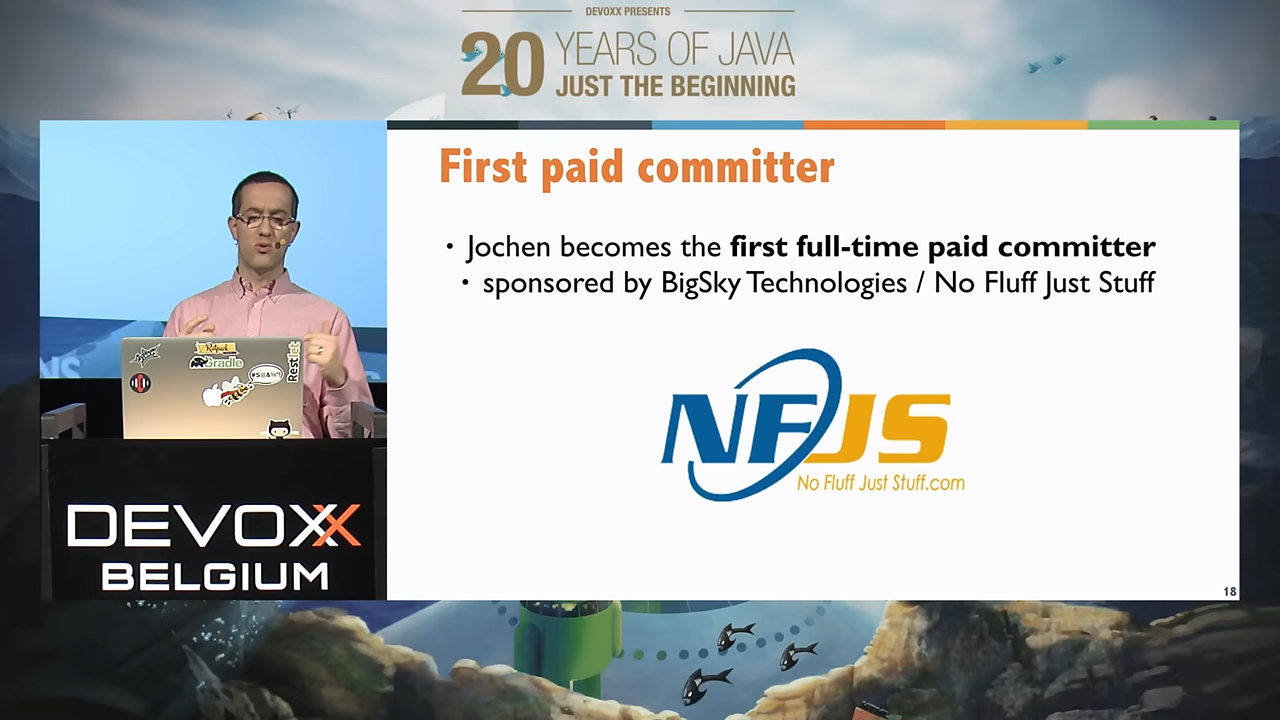 DEVOXX PRESENTS
20 YEARS OF JAVA
JUST THE BEGINNING
First paid committer
• Jochen becomes the first full-time paid committer
• sponsored by BigSky Technologies / No Fluff Just Stuff
NFJS
No Fluff Just Stuff.com
18
Ratpack
Gradle
Restlet
#$@&%*!
DEVOXX
BELGIUM